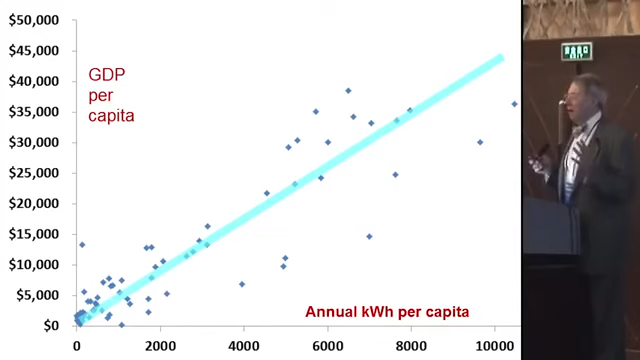 $50,000
$45,000
$40,000
$35,000
$30,000
$25,000
$20,000
$15,000
$10,000
$5,000
$0
GDP
per
capita
Annual kWh per capita
0 2000 4000 6000 8000 10000